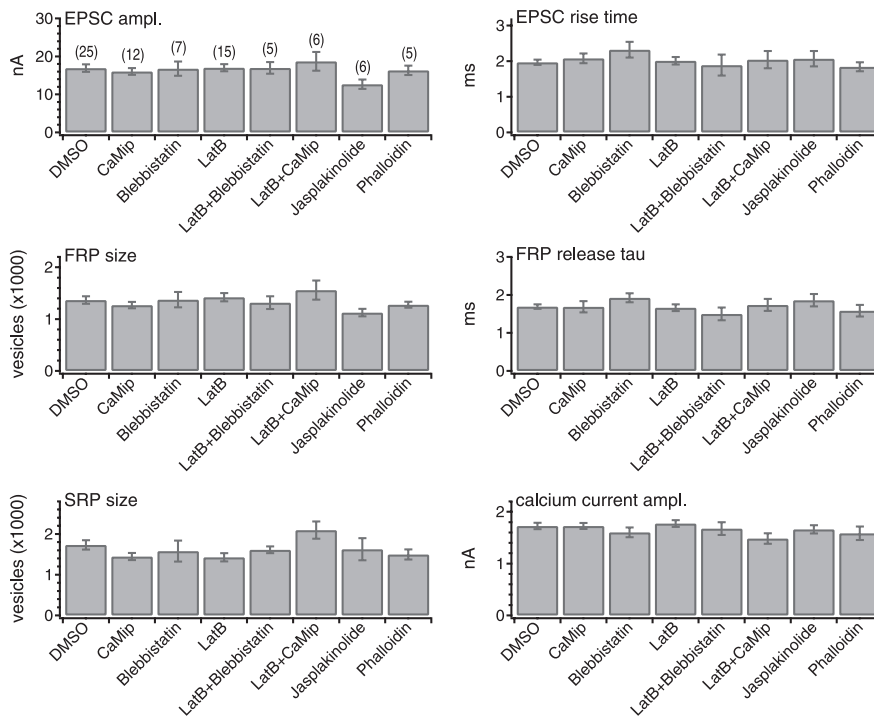 EPSC ampl.
30
20
10
0
nA
(25)
(12)
(7)
(15)
(5)
(6)
(6)
(5)
DMSO
CaMip
Blebbistatin
LatB
LatB+Blebbistatin
LatB+CaMip
Jasplakinolide
Phalloidin
EPSC rise time
3
2
1
0
ms
DMSO
CaMip
Blebbistatin
LatB
LatB+Blebbistatin
LatB+CaMip
Jasplakinolide
Phalloidin
FRP size
2
1
0
vesicles (x1000)
DMSO
CaMip
Blebbistatin
LatB
LatB+Blebbistatin
LatB+CaMip
Jasplakinolide
Phalloidin
FRP release tau
3
2
1
0
ms
DMSO
CaMip
Blebbistatin
LatB
LatB+Blebbistatin
LatB+CaMip
Jasplakinolide
Phalloidin
SRP size
2
1
0
vesicles (x1000)
DMSO
CaMip
Blebbistatin
LatB
LatB+Blebbistatin
LatB+CaMip
Jasplakinolide
Phalloidin
calcium current ampl.
2
1
0
nA
DMSO
CaMip
Blebbistatin
LatB
LatB+Blebbistatin
LatB+CaMip
Jasplakinolide
Phalloidin